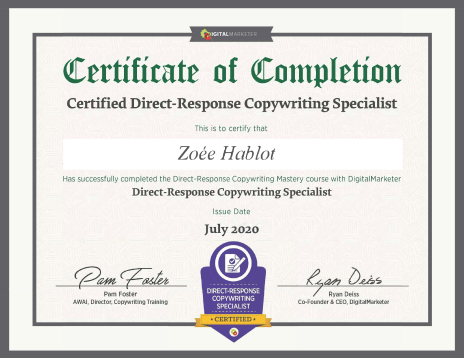 DIGITALMARKETER
Certificate of Completion
Certified Direct-Response Copywriting Specialist
This is to certify that
Zoée Hablot
Has successfully completed the Direct-Response Copywriting Mastery course with DigitalMarketer
Direct-Response Copywriting Specialist
Issue Date
July 2020
Pam Foster
Pam Foster
AWAI, Director, Copywriting Training
DIRECT-RESPONSE
COPYWRITING
SPECIALIST
CERTIFIED
Ryan Deiss
Ryan Deiss
Co-Founder & CEO, DigitalMarketer